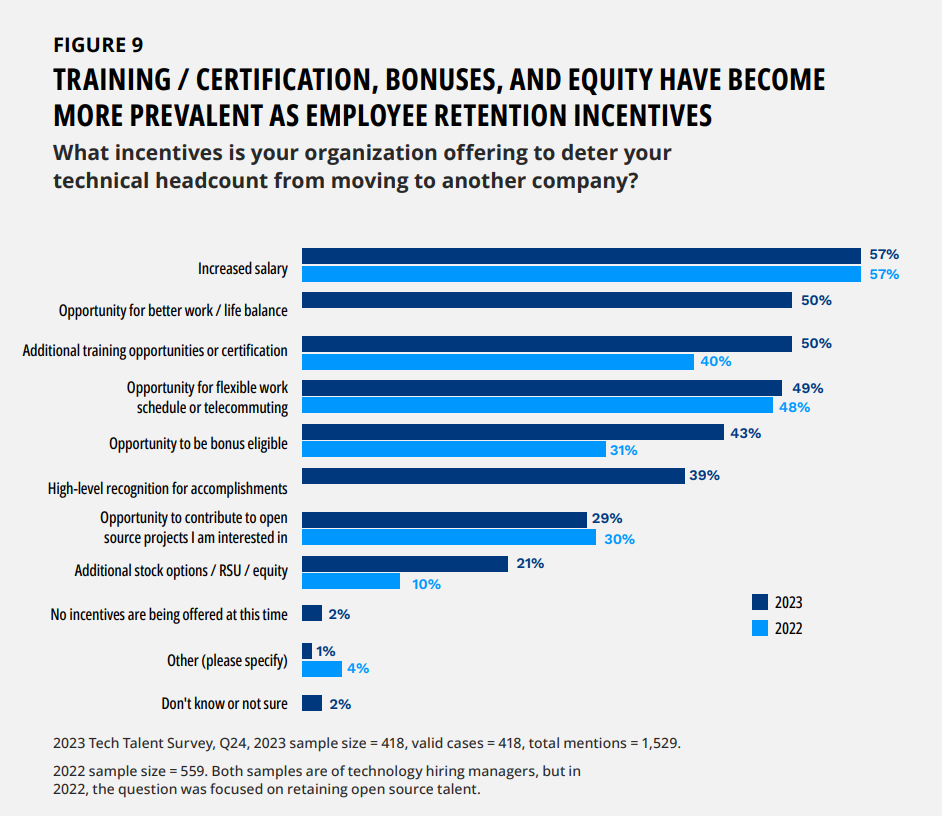 FIGURE 9
TRAINING / CERTIFICATION, BONUSES, AND EQUITY HAVE BECOME
MORE PREVALENT AS EMPLOYEE RETENTION INCENTIVES
What incentives is your organization offering to deter your
technical headcount from moving to another company?
Increased salary
57%
57%
Opportunity for better work / life balance
50%
Additional training opportunities or certification
50%
40%
Opportunity for flexible work
schedule or telecommuting
49%
48%
Opportunity to be bonus eligible
43%
31%
High-level recognition for accomplishments
39%
Opportunity to contribute to open
source projects I am interested in
29%
30%
Additional stock options / RSU / equity
21%
10%
No incentives are being offered at this time
2%
Other (please specify)
1%
4%
Don't know or not sure
2%
2023
2022
2023 Tech Talent Survey, Q24, 2023 sample size = 418, valid cases = 418, total mentions = 1,529.
2022 sample size = 559. Both samples are of technology hiring managers, but in
2022, the question was focused on retaining open source talent.